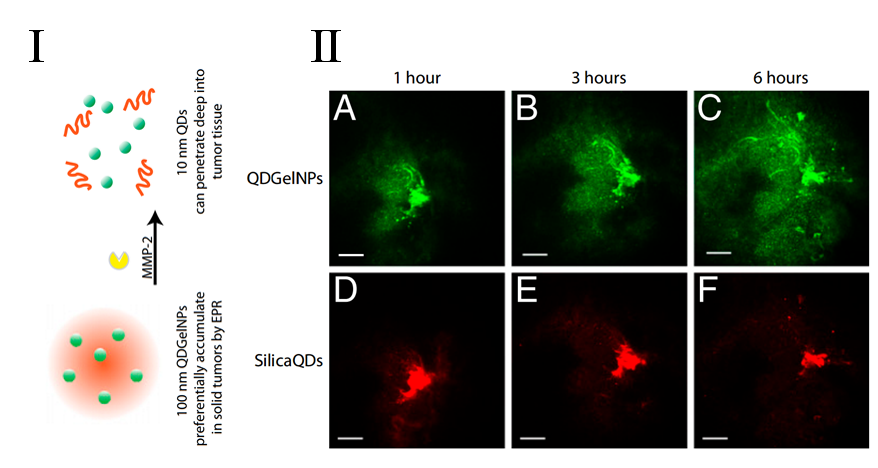 I
10 nm QDs
can penetrate deep into
tumor tissue
MMP-2
100 nm QDGelNPs
preferentially accumulate
in solid tumors by EPR
II
1 hour
3 hours
6 hours
QDGelNPs
A
B
C
SilicaQDs
D
E
F